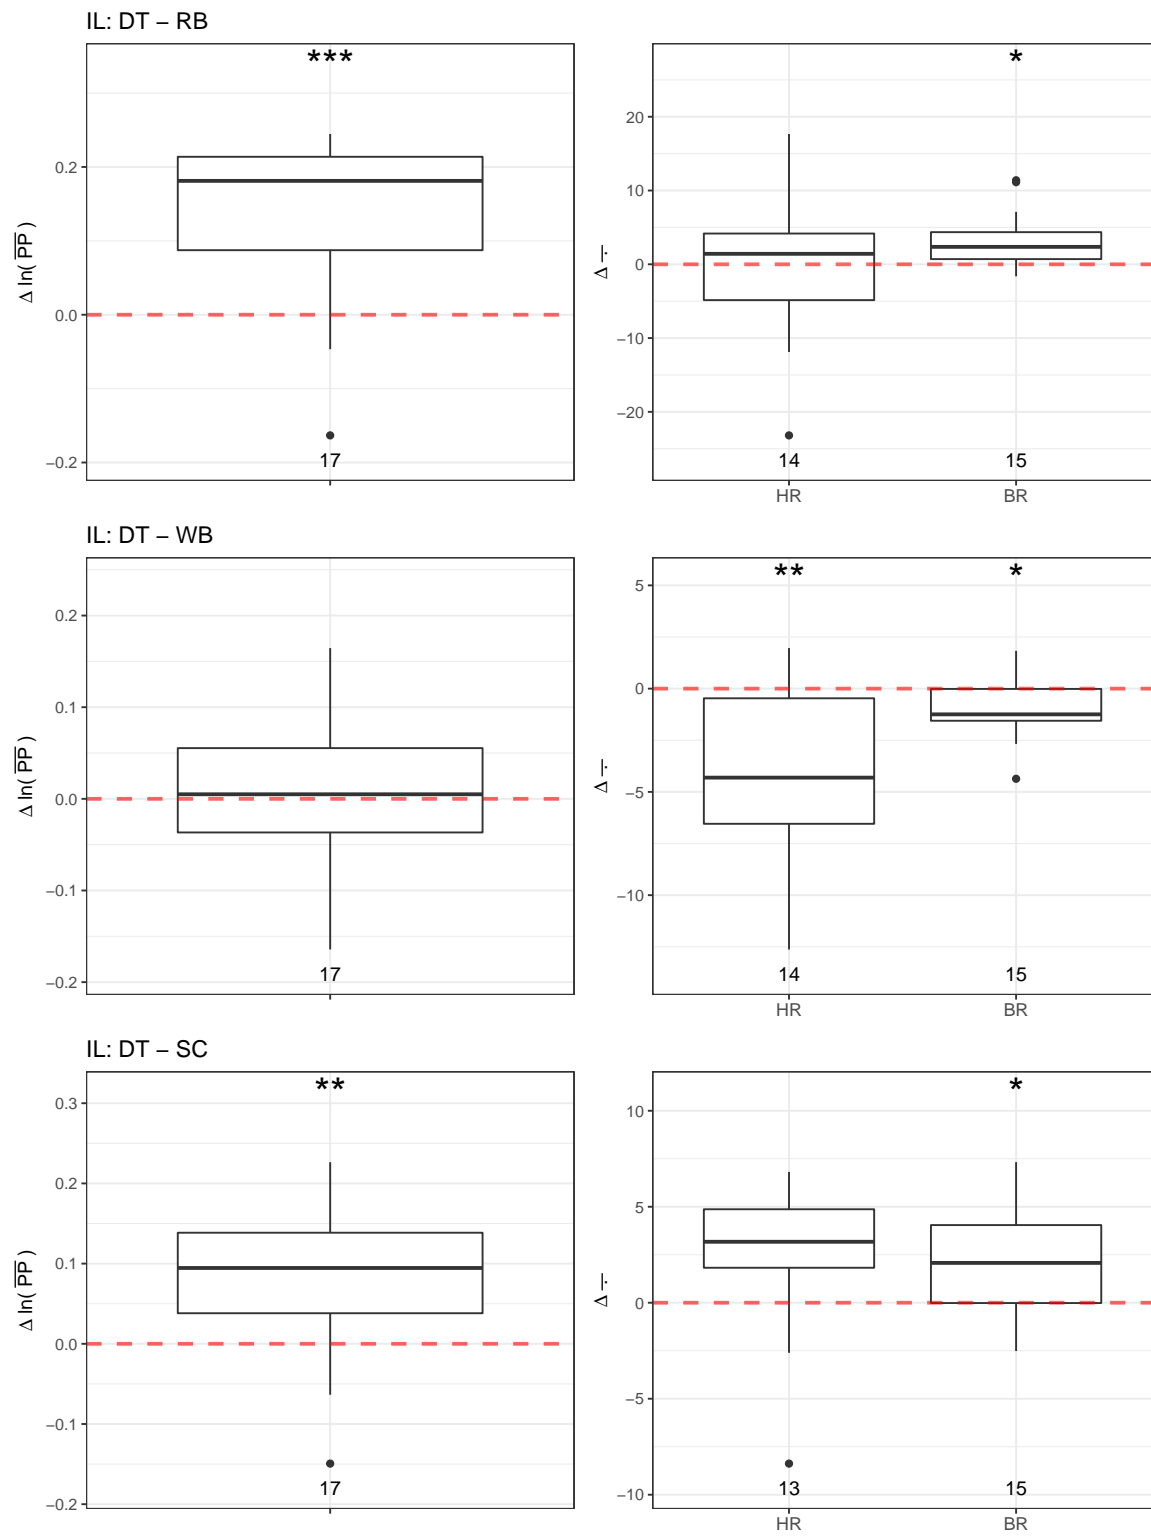 IL: DT – RB
***
0.2
0.0
−0.2
Δ ln( PP )
17
*
20
10
0
−10
−20
Δ ÷
14
15
HR
BR
IL: DT – WB
0.2
0.1
0.0
−0.1
−0.2
Δ ln( PP )
17
**
*
5
0
−5
−10
Δ ÷
14
15
HR
BR
IL: DT – SC
**
0.3
0.2
0.1
0.0
−0.1
−0.2
Δ ln( PP )
17
*
10
5
0
−5
−10
Δ ÷
13
15
HR
BR